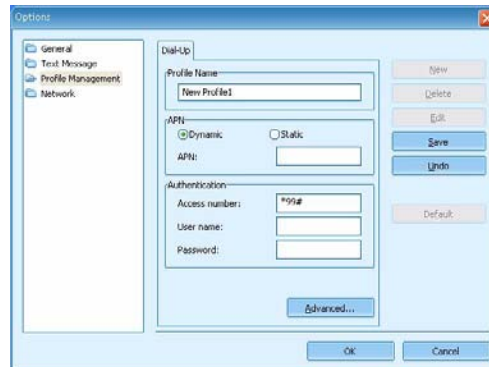 Options
General
Text Message
Profile Management
Network
Dial-Up
Profile Name
New Profile1
APN
Dynamic
Static
APN:
Authentication
Access number:
*99#
User name:
Password:
Advanced...
New
Delete
Edit
Save
Undo
Default
OK
Cancel